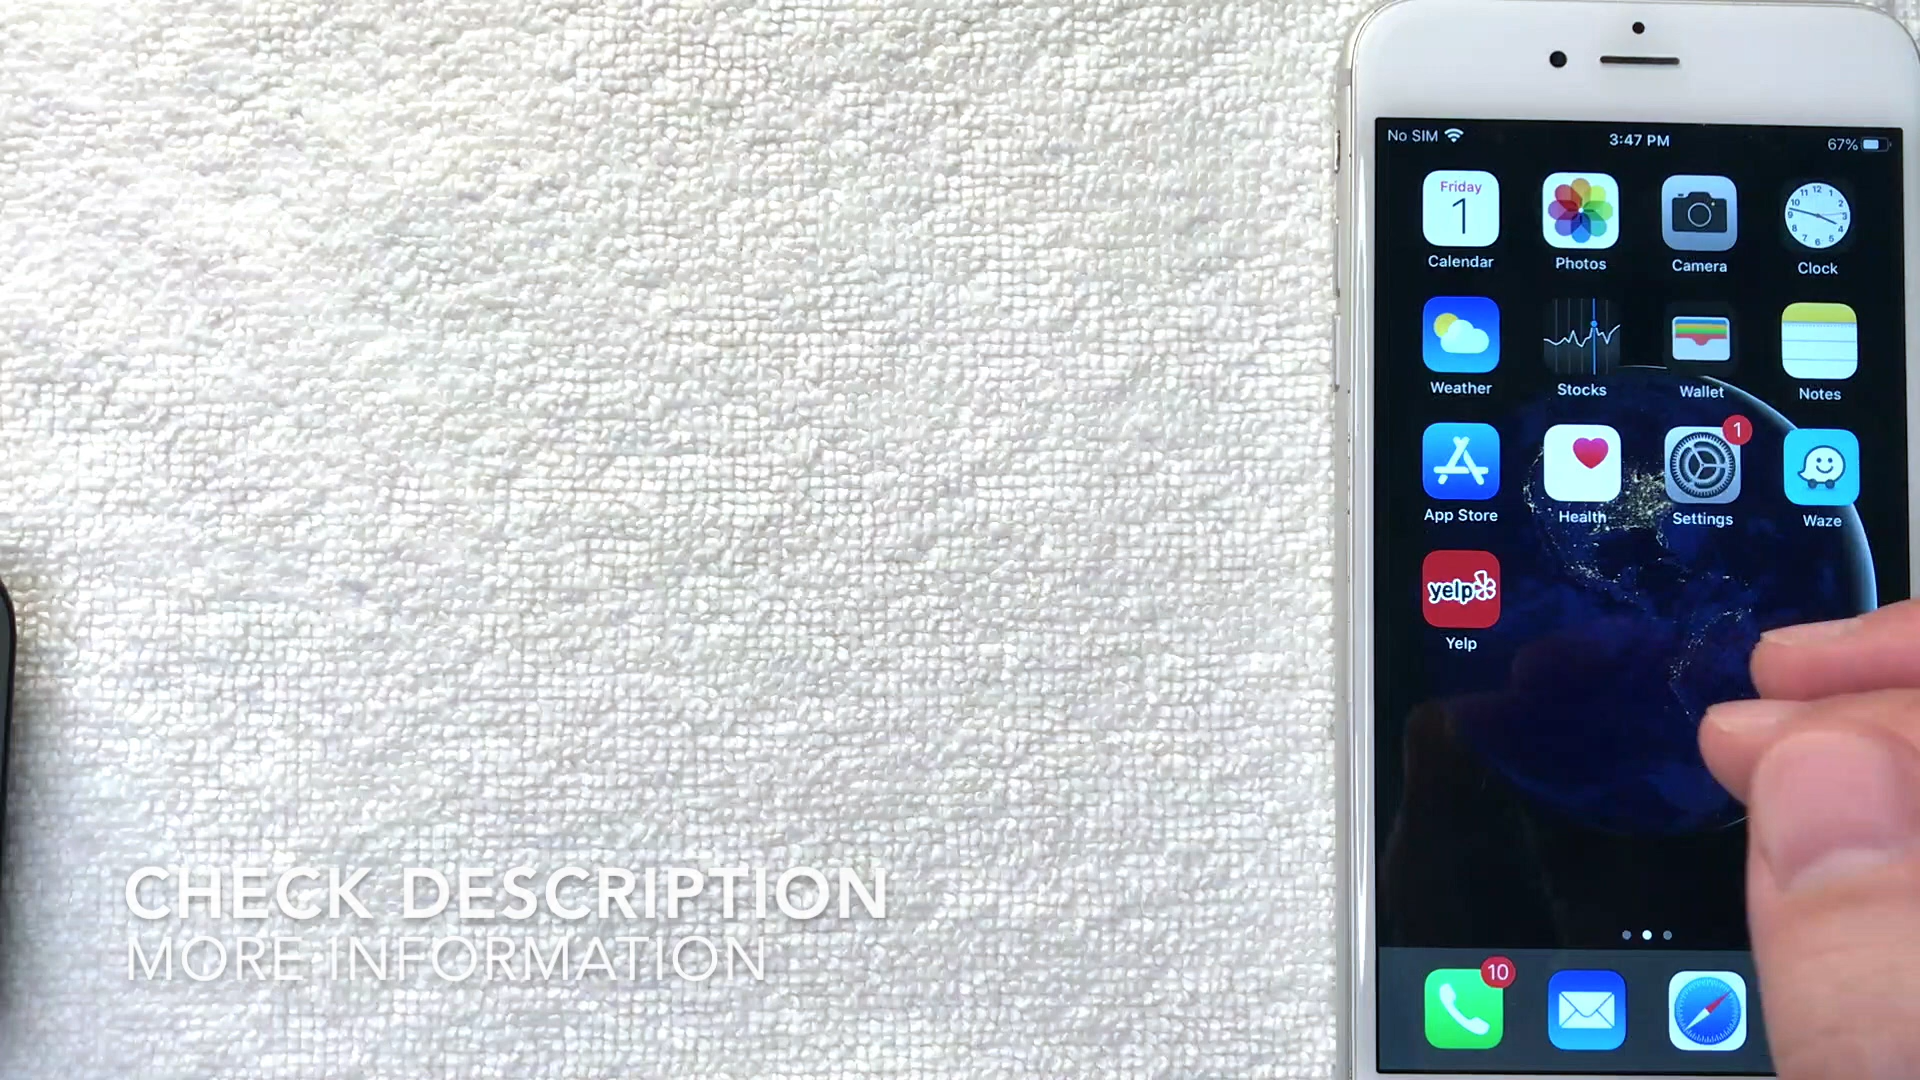 No SIM 3:47 PM 67%
Friday
1
Calendar Photos Camera Clock
Weather Stocks Wallet Notes
1
App Store Health Settings Waze
yelp
Yelp
10
CHECK DESCRIPTION
MORE INFORMATION